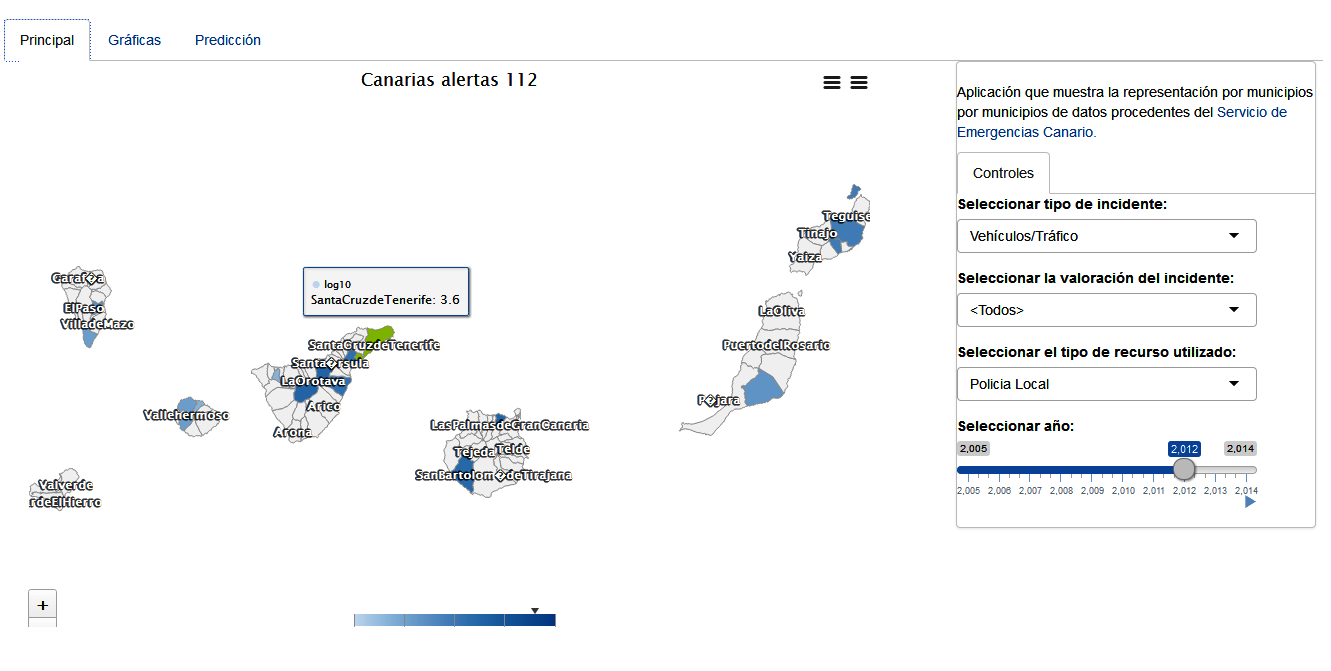 Principal Gráficas Predicción
Canarias alertas 112
Aplicación que muestra la representación por municipios
por municipios de datos procedentes del Servicio de
Emergencias Canario.
Controles
Seleccionar tipo de incidente:
Vehículos/Tráfico
Seleccionar la valoración del incidente:
<Todos>
Seleccionar el tipo de recurso utilizado:
Policia Local
Seleccionar año:
2,005 2,012 2,014
2,005 2,006 2,007 2,008 2,009 2,010 2,011 2,012 2,013 2,014
Teguise
Tinajo
Yaiza
Garaf�a
ElPaso
VilladeMazo
log10
SantaCruzdeTenerife: 3.6
LaOliva
SantaCruzdeTenerife
PuertodelRosario
Santa�rsula
LaOrotava
P�jara
Arico
Vallehermoso
Arona
LasPalmasdeGranCanaria
Tejeda
Telde
SanBartolom�deTirajana
Valverde
rdeElHierro
+